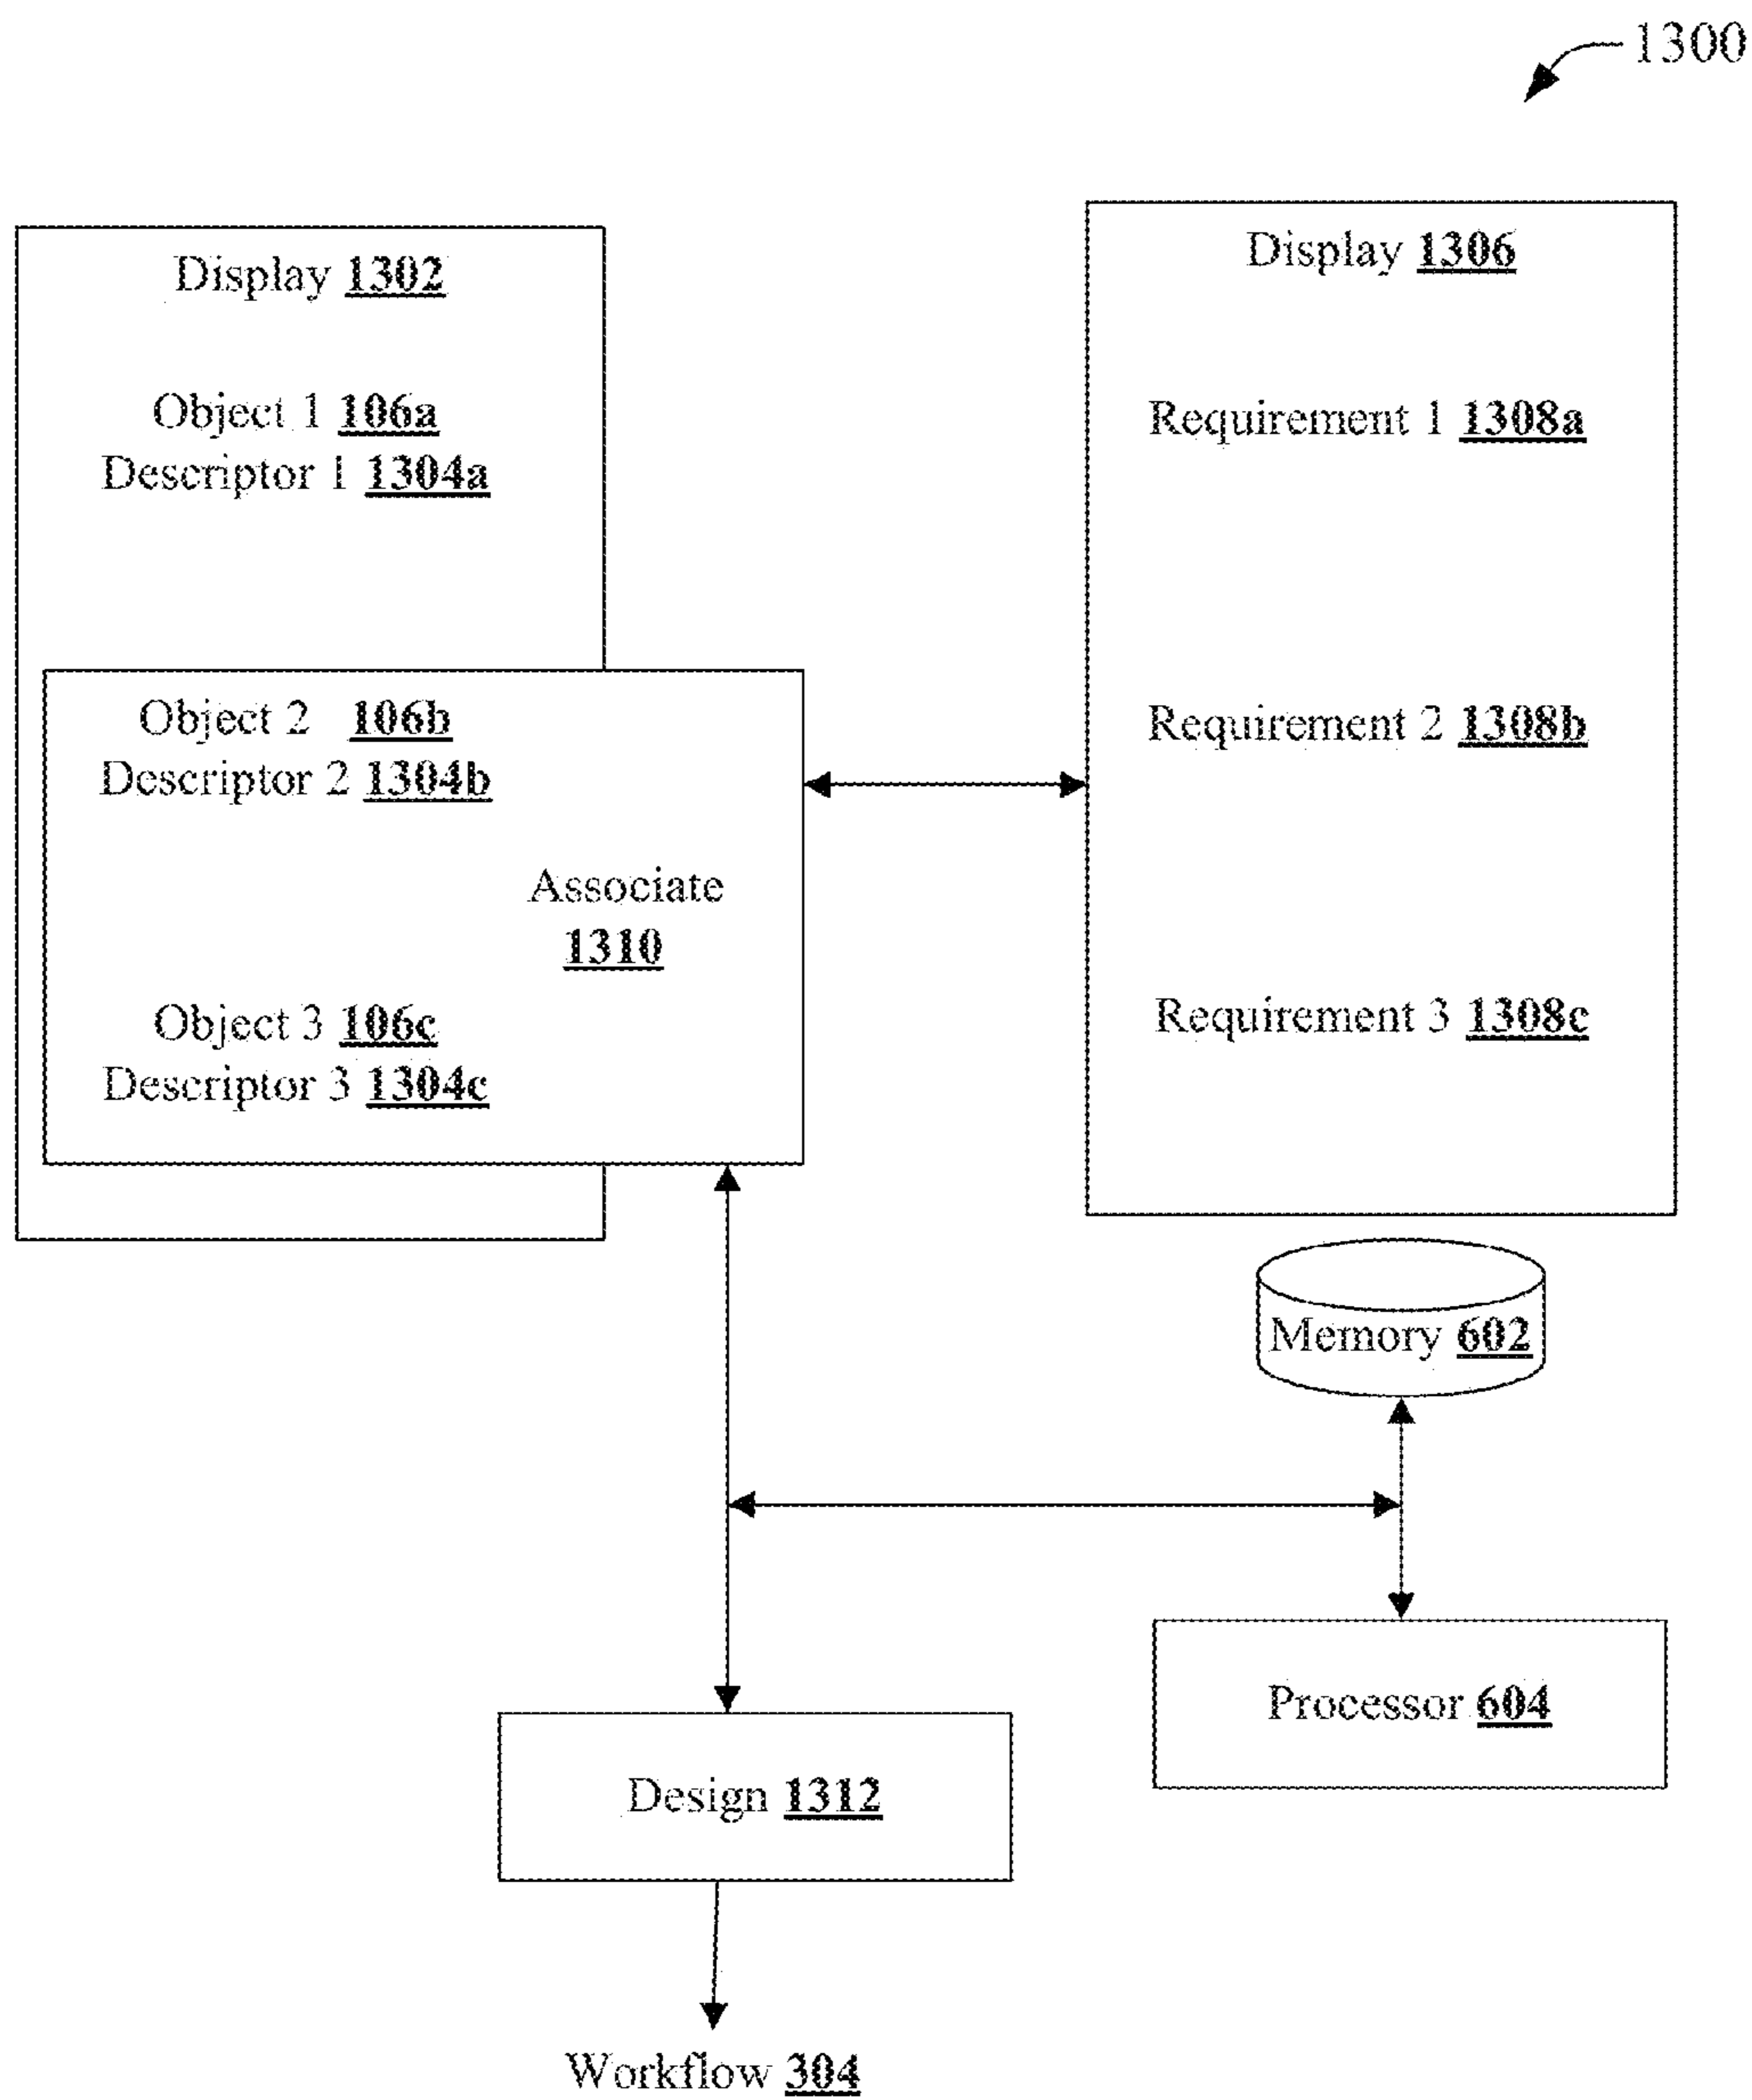 1300
Display 1302
Object 1 106a
Descriptor 1 1304a
Object 2 106b
Descriptor 2 1304b
Associate
1310
Object 3 106c
Descriptor 3 1304c
Display 1306
Requirement 1 1308a
Requirement 2 1308b
Requirement 3 1308c
Memory 602
Processor 604
Design 1312
Workflow 304